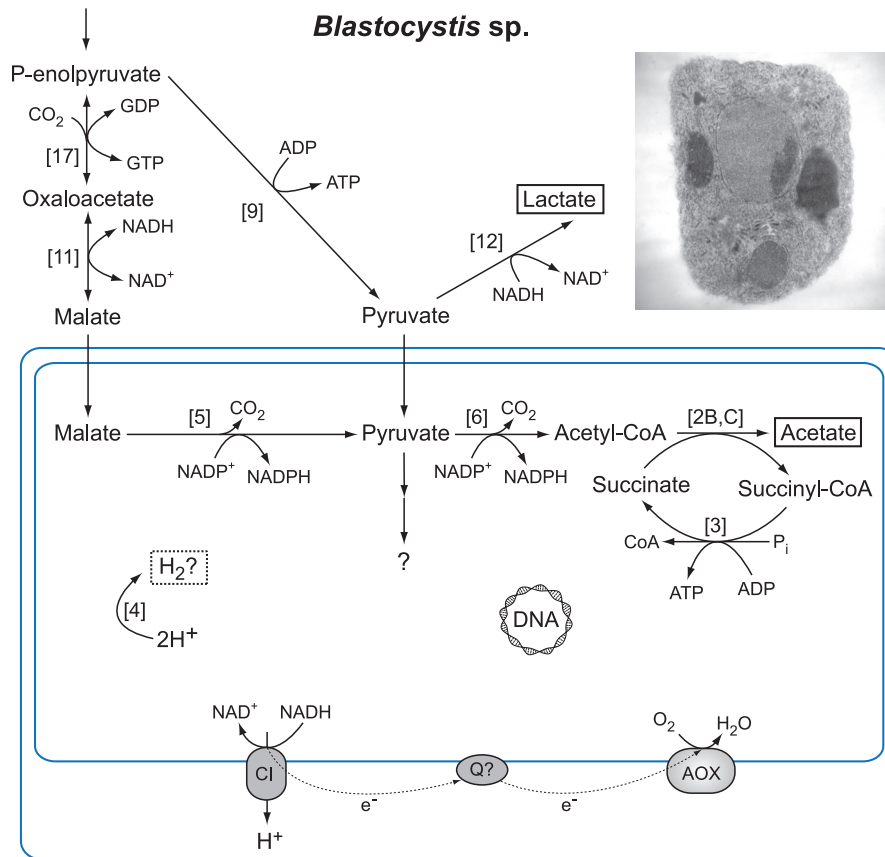 Blastocystis sp.
P-enolpyruvate
CO2
GDP
[17]
GTP
ADP
ATP
[9]
Oxaloacetate
NADH
[11]
NAD+
Lactate
[12]
NADH
NAD+
Malate
Pyruvate
Malate
[5]
CO2
NADP+
NADPH
Pyruvate
[6]
CO2
NADP+
NADPH
Acetyl-CoA
[2B,C]
Acetate
Succinate
Succinyl-CoA
[3]
CoA
Pi
ATP
ADP
?
H2?
[4]
2H+
DNA
NAD+
NADH
CI
H+
e-
Q?
e-
O2
H2O
AOX